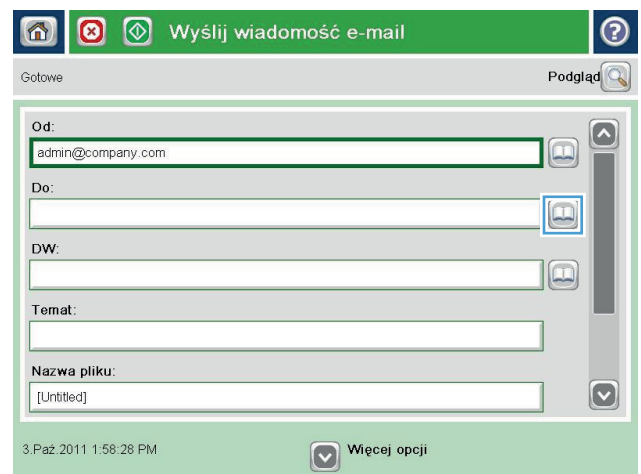 Wyślij wiadomość e-mail
?
Gotowe
Podgląd
Od:
admin@company.com
Do:
DW:
Temat:
Nazwa pliku:
[Untitled]
3.Paź.2011 1:58:28 PM
Więcej opcji